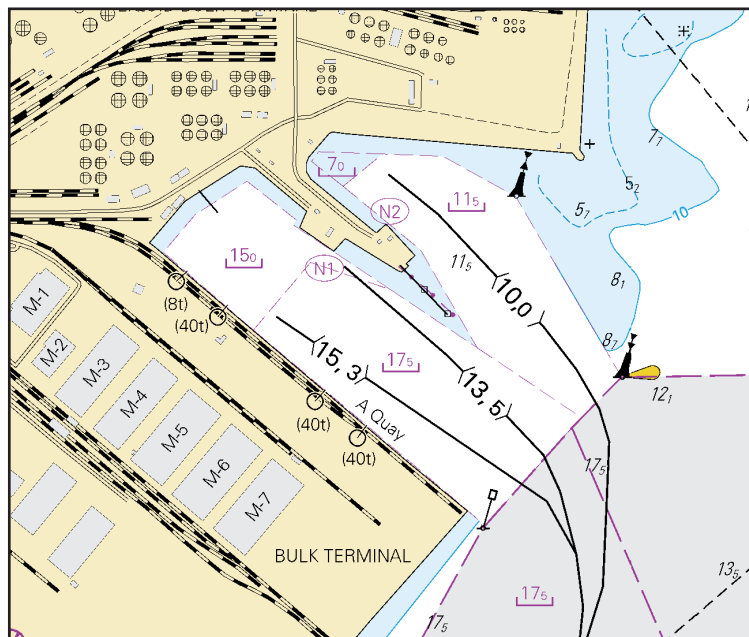 7₀
11₅
N2
15₀
N1
11₅
⟨10,0⟩
7₇
5₂
5₇
10
8₁
8₇
12₁
M-1
M-2
M-3
M-4
M-5
M-6
M-7
(8t)
(40t)
(40t)
(40t)
A Quay
⟨15,3⟩
17₅
⟨13,5⟩
17₅
13₅
17₅
17₅
BULK TERMINAL